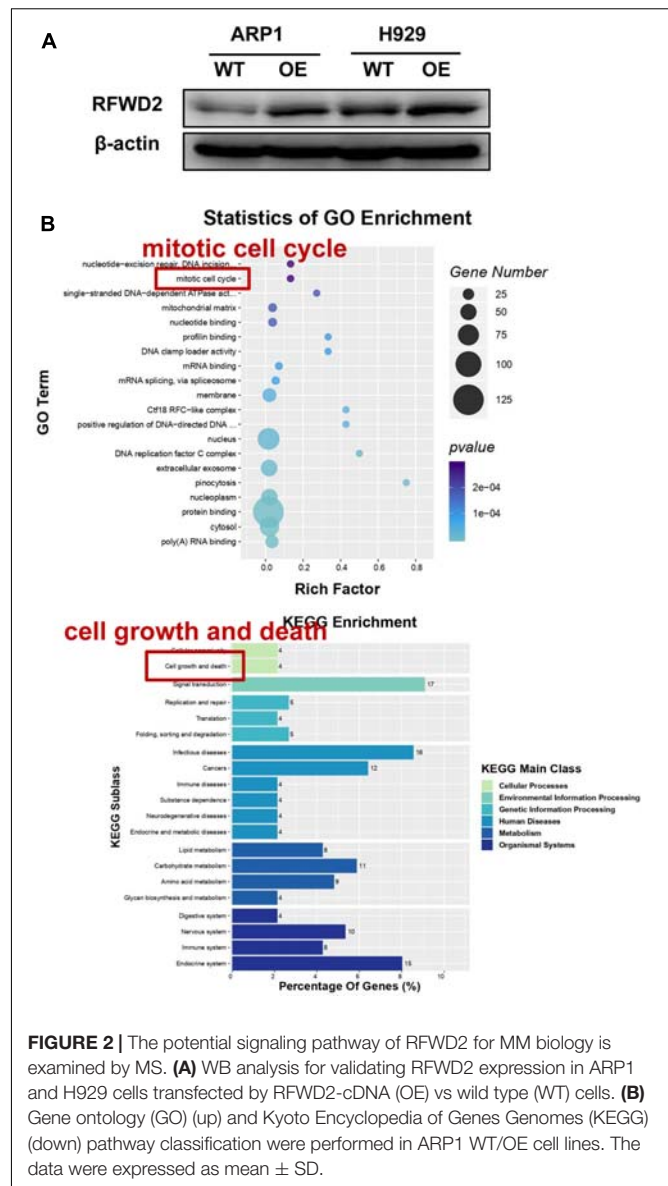 A
ARP1 H929
WT OE WT OE
RFWD2
β-actin
B
Statistics of GO Enrichment
mitotic cell cycle
nucleotide-excision repair, DNA incision...
mitotic cell cycle
single-stranded DNA-dependent ATPase act...
mitochondrial matrix
nucleotide binding
profilin binding
DNA clamp loader activity
mRNA binding
mRNA splicing, via spliceosome
membrane
Ctf18 RFC-like complex
positive regulation of DNA-directed DNA ...
nucleus
DNA replication factor C complex
extracellular exosome
pinocytosis
nucleoplasm
protein binding
cytosol
poly(A) RNA binding
GO Term
0.0 0.2 0.4 0.6 0.8
Rich Factor
Gene Number
25
50
75
100
125
pvalue
2e-04
1e-04
KEGG Enrichment
cell growth and death
4
Cell growth and death 4
Signal transduction 17
Replication and repair 5
Translation 4
Folding, sorting and degradation 5
Infectious diseases 16
Cancers 12
Immune diseases 4
Substance dependence 4
Neurodegenerative diseases 4
Endocrine and metabolic diseases 4
Lipid metabolism 8
Carbohydrate metabolism 11
Amino acid metabolism 9
Glycan biosynthesis and metabolism 4
Digestive system 4
Nervous system 10
Immune system 8
Endocrine system 15
KEGG Sublass
0 2 4 6 8 10
Percentage Of Genes (%)
KEGG Main Class
Cellular Processes
Environmental Information Processing
Genetic Information Processing
Human Diseases
Metabolism
Organismal Systems
FIGURE 2 | The potential signaling pathway of RFWD2 for MM biology is
examined by MS. (A) WB analysis for validating RFWD2 expression in ARP1
and H929 cells transfected by RFWD2-cDNA (OE) vs wild type (WT) cells. (B)
Gene ontology (GO) (up) and Kyoto Encyclopedia of Genes Genomes (KEGG)
(down) pathway classification were performed in ARP1 WT/OE cell lines. The
data were expressed as mean ± SD.